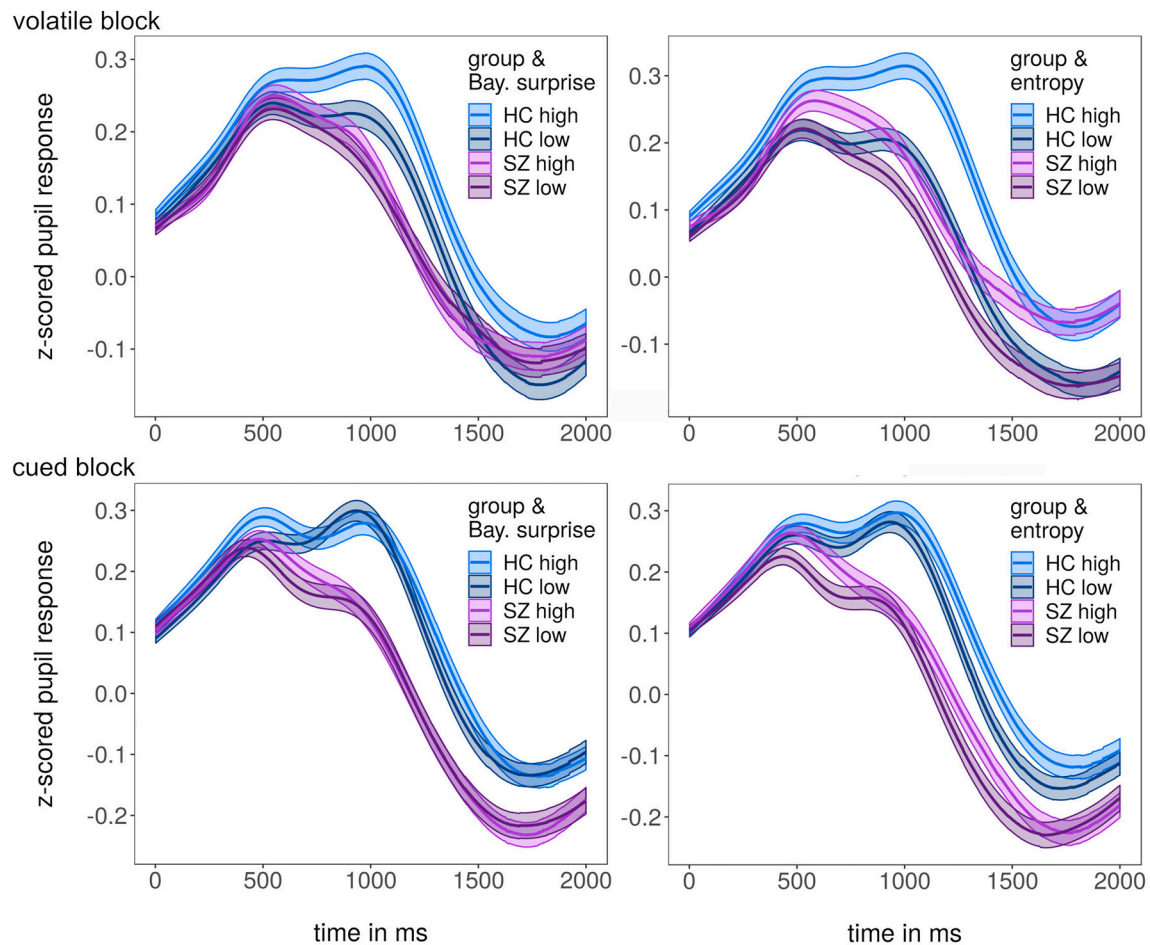 volatile block
z-scored pupil response
0.3
0.2
0.1
0.0
-0.1
0
500
1000
1500
2000
group &
Bay. surprise
HC high
HC low
SZ high
SZ low
0.3
0.2
0.1
0.0
-0.1
0
500
1000
1500
2000
group &
entropy
HC high
HC low
SZ high
SZ low
cued block
z-scored pupil response
0.3
0.2
0.1
0.0
-0.1
-0.2
0
500
1000
1500
2000
time in ms
group &
Bay. surprise
HC high
HC low
SZ high
SZ low
0.3
0.2
0.1
0.0
-0.1
-0.2
0
500
1000
1500
2000
time in ms
group &
entropy
HC high
HC low
SZ high
SZ low